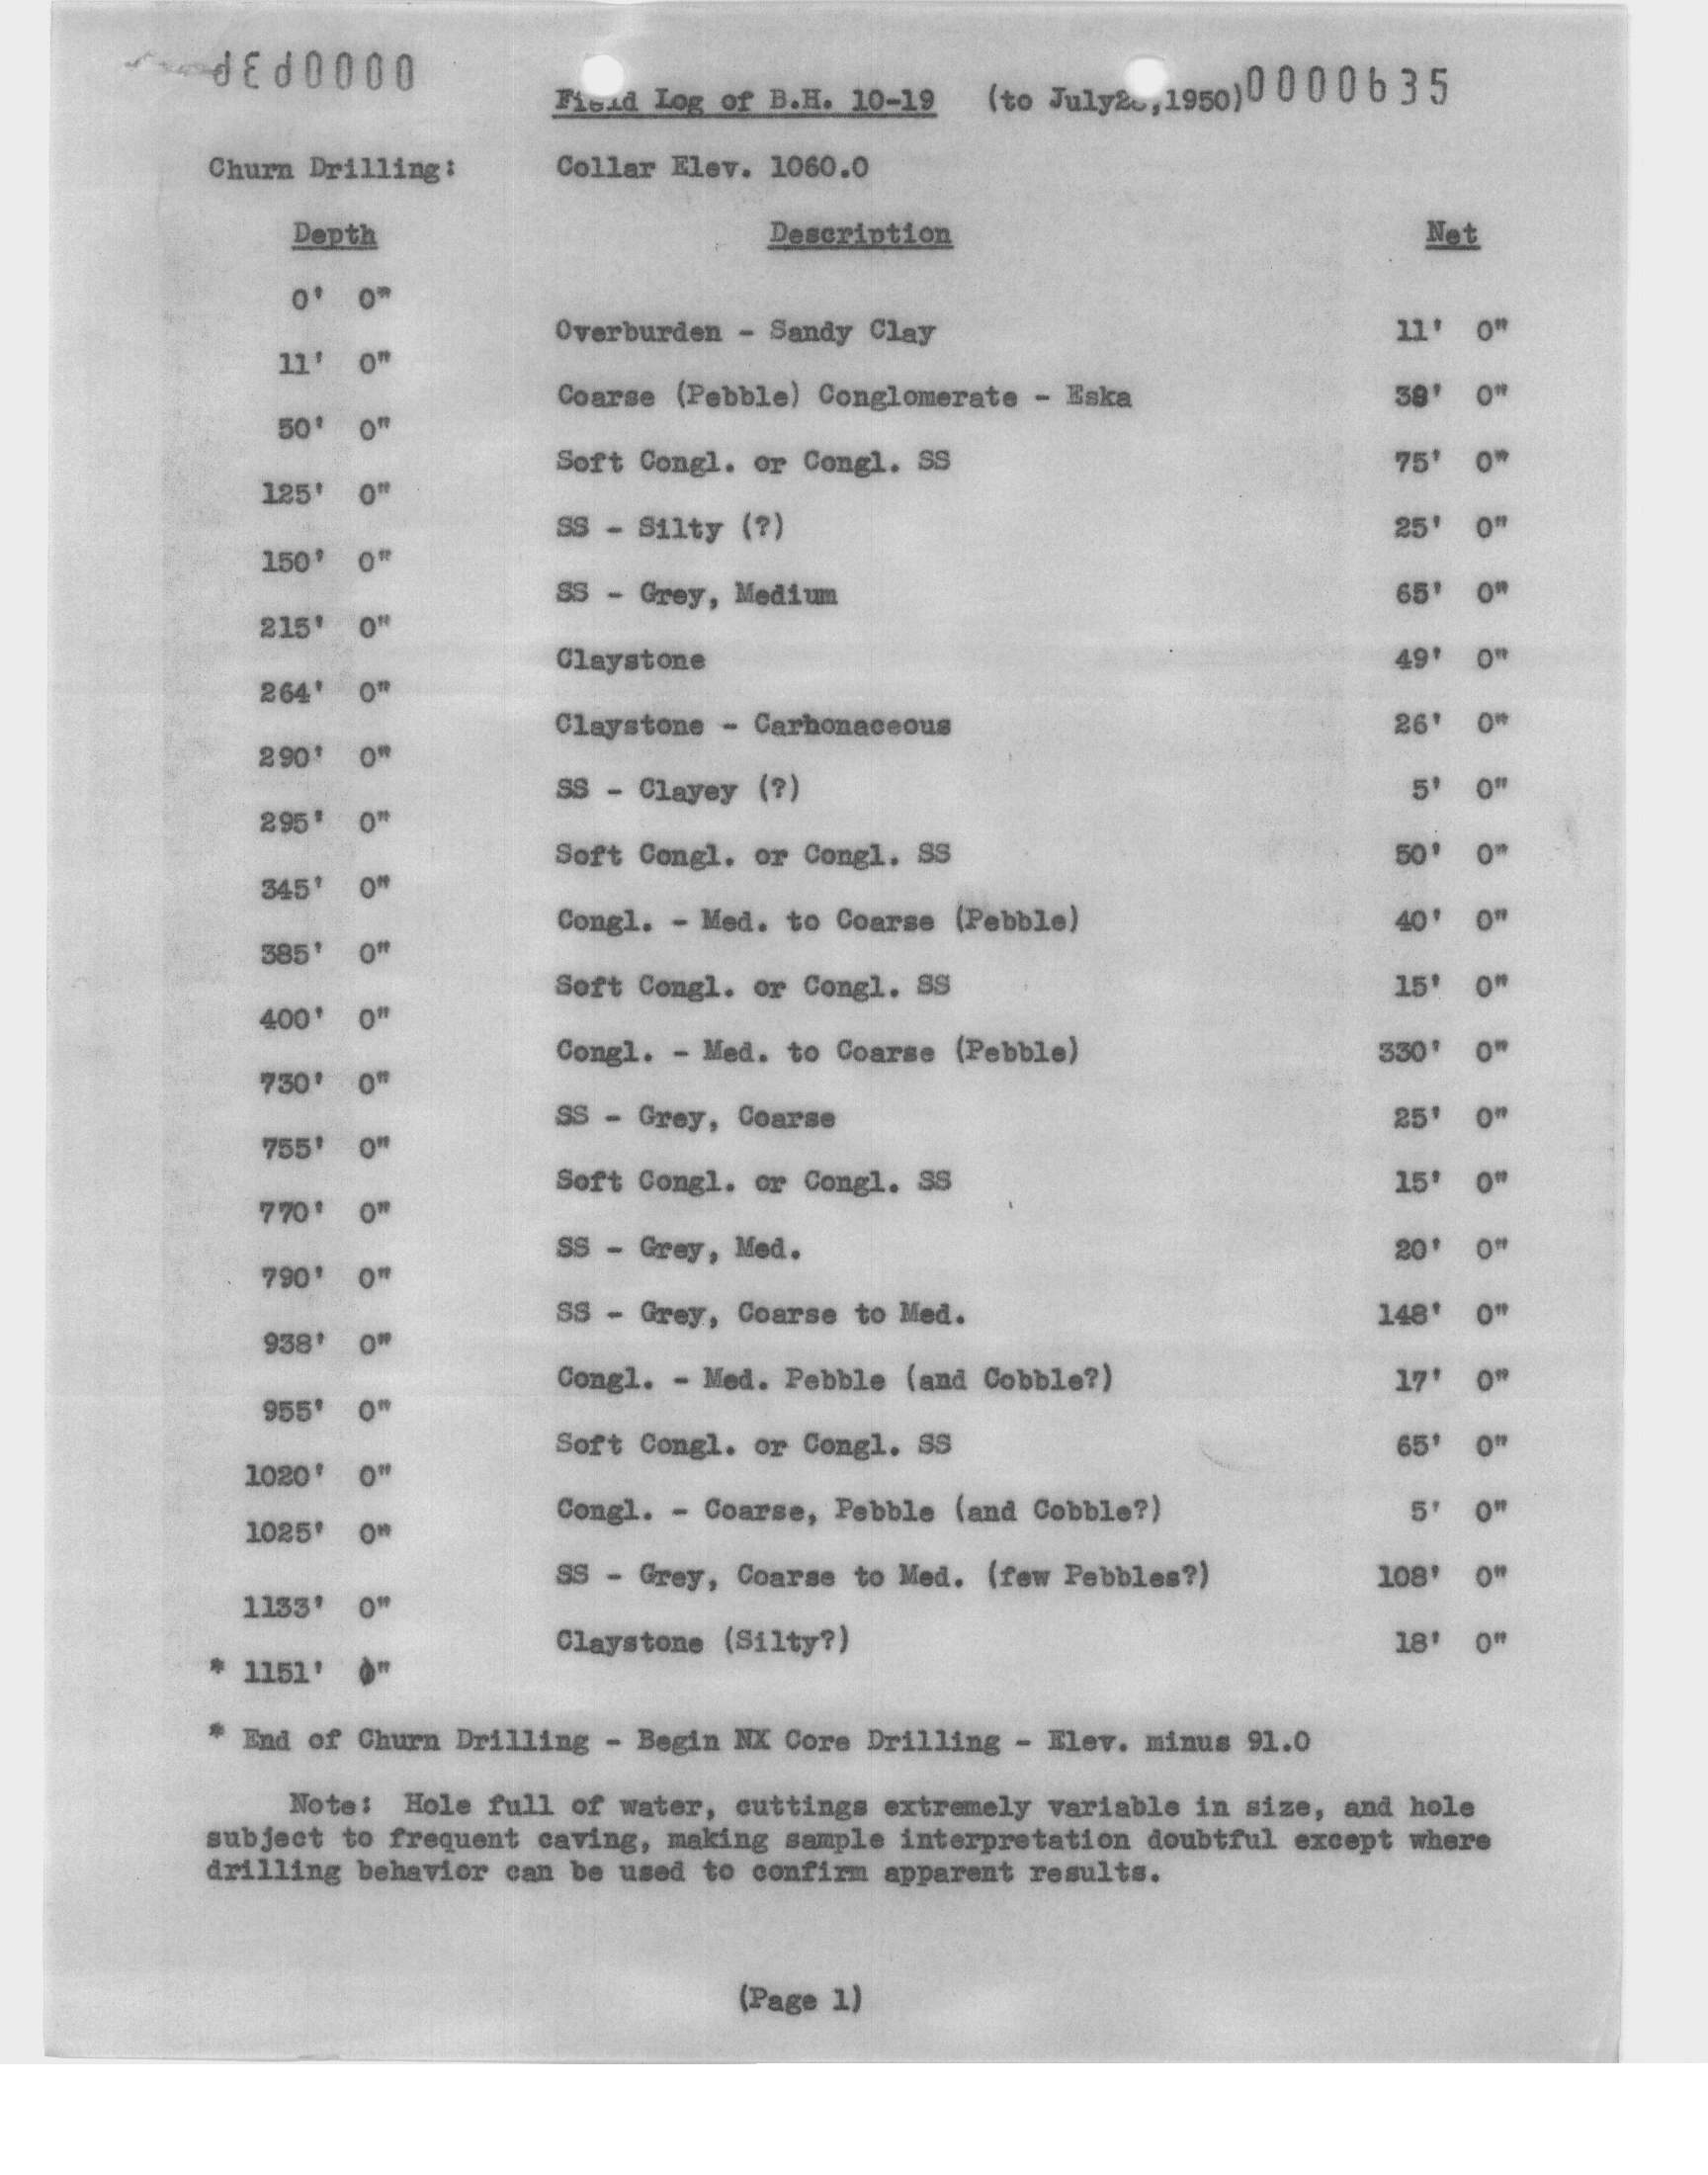 0000934
Field Log of B.H. 10-19 (to July ,1950) 0000635
Churn Drilling: Collar Elev. 1060.0
Depth Description Net
0' 0"
Overburden - Sandy Clay 11' 0"
11' 0"
Coarse (Pebble) Conglomerate - Eska 0"
50' 0"
Soft Congl. or Congl. SS 75' 0"
125' 0"
SS - Silty (?) 25' 0"
150' 0"
SS - Grey, Medium 65' 0"
215' 0"
Claystone 49' 0"
264' 0"
Claystone - Carbonaceous 26' 0"
290' 0"
SS - Clayey (?) 5' 0"
295' 0"
Soft Congl. or Congl. SS 50' 0"
345' 0"
Congl. - Med. to Coarse (Pebble) 40' 0"
385' 0"
Soft Congl. or Congl. SS 15' 0"
400' 0"
Congl. - Med. to Coarse (Pebble) 330' 0"
730' 0"
SS - Grey, Coarse 25' 0"
755' 0"
Soft Congl. or Congl. SS 15' 0"
770' 0"
SS - Grey, Med. 20' 0"
790' 0"
SS - Grey, Coarse to Med. 148' 0"
938' 0"
Congl. - Med. Pebble (and Cobble?) 17' 0"
955' 0"
Soft Congl. or Congl. SS 65' 0"
1020' 0"
Congl. - Coarse, Pebble (and Cobble?) 5' 0"
1025' 0"
SS - Grey, Coarse to Med. (few Pebbles?) 108' 0"
1133' 0"
Claystone (Silty?) 18' 0"
* 1151' 0"
* End of Churn Drilling - Begin NX Core Drilling - Elev. minus 91.0
Note: Hole full of water, cuttings extremely variable in size, and hole
subject to frequent caving, making sample interpretation doubtful except where
drilling behavior can be used to confirm apparent results.
(Page 1)